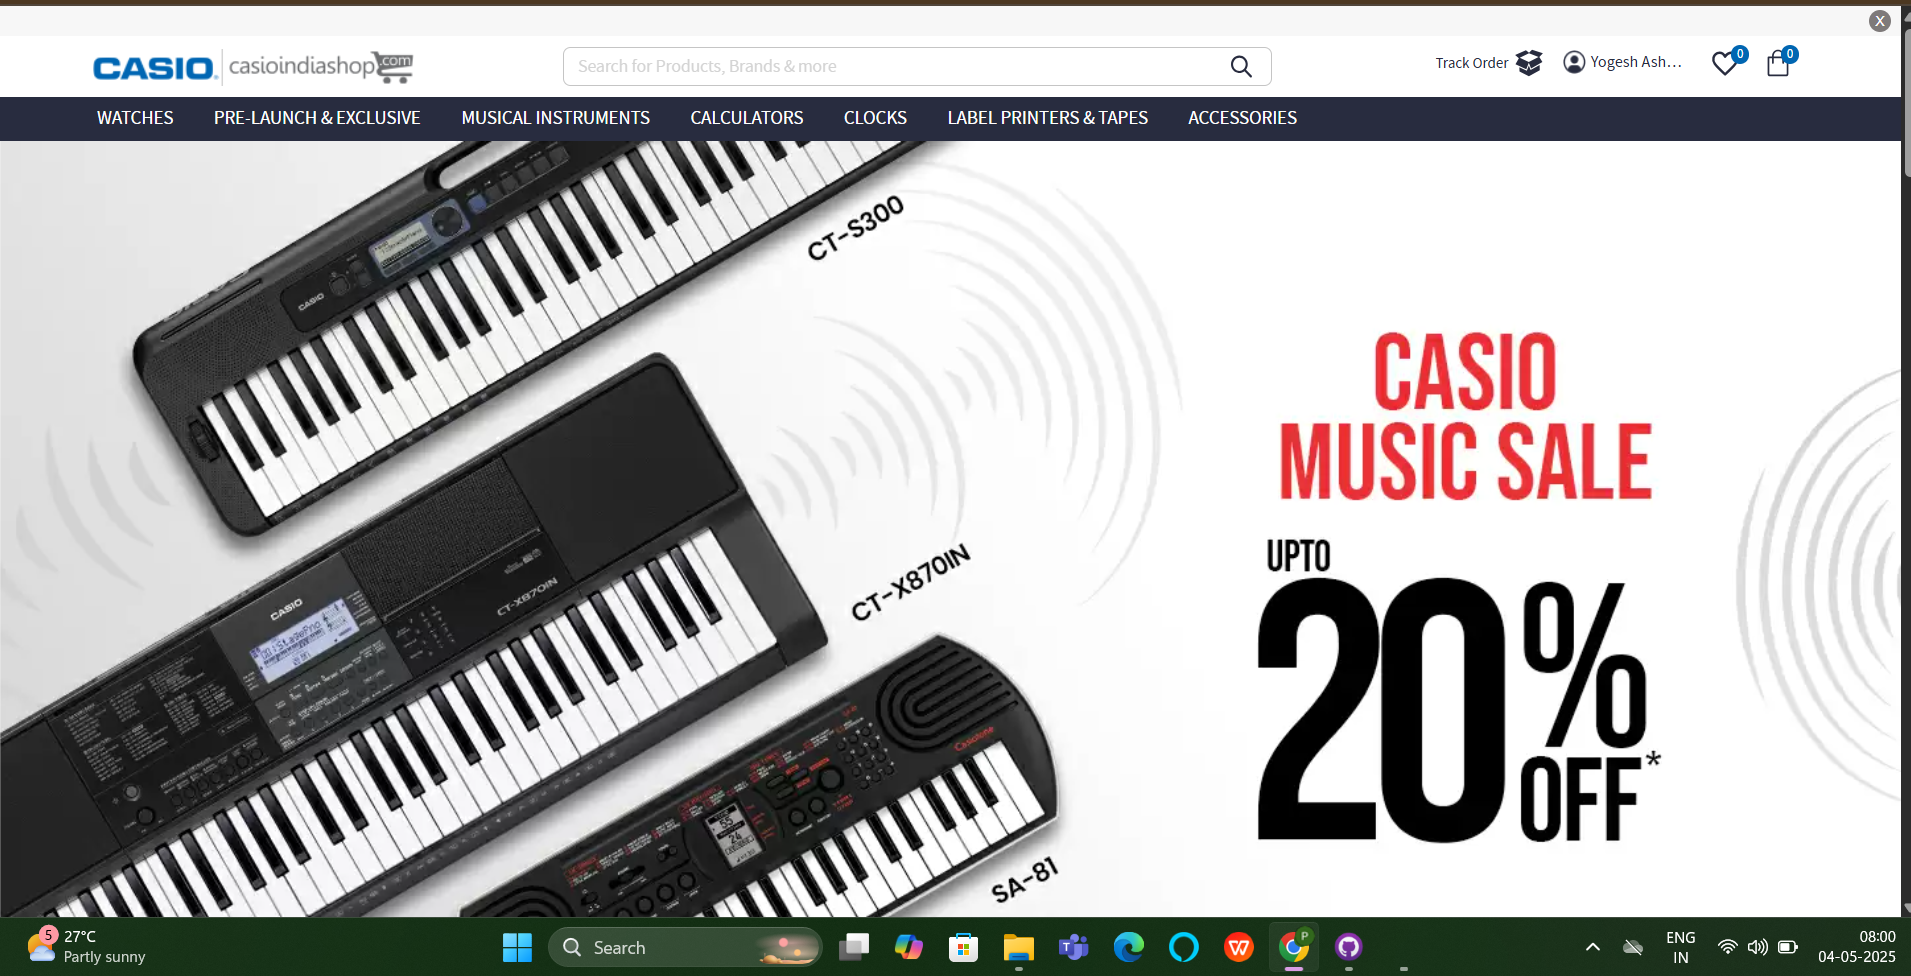 X
CASIO casioindiashop.com
Search for Products, Brands & more
Track Order
Yogesh Ash...
0
0
WATCHES PRE-LAUNCH & EXCLUSIVE MUSICAL INSTRUMENTS CALCULATORS CLOCKS LABEL PRINTERS & TAPES ACCESSORIES
CT-S300
CASIO
CASIO
MUSIC SALE
UPTO
20%
OFF*
CT-X870IN
CASIO
CT-X870IN
Casiotone
SA-81
5
27°C
Partly sunny
Search
P
ENG
IN
08:00
04-05-2025